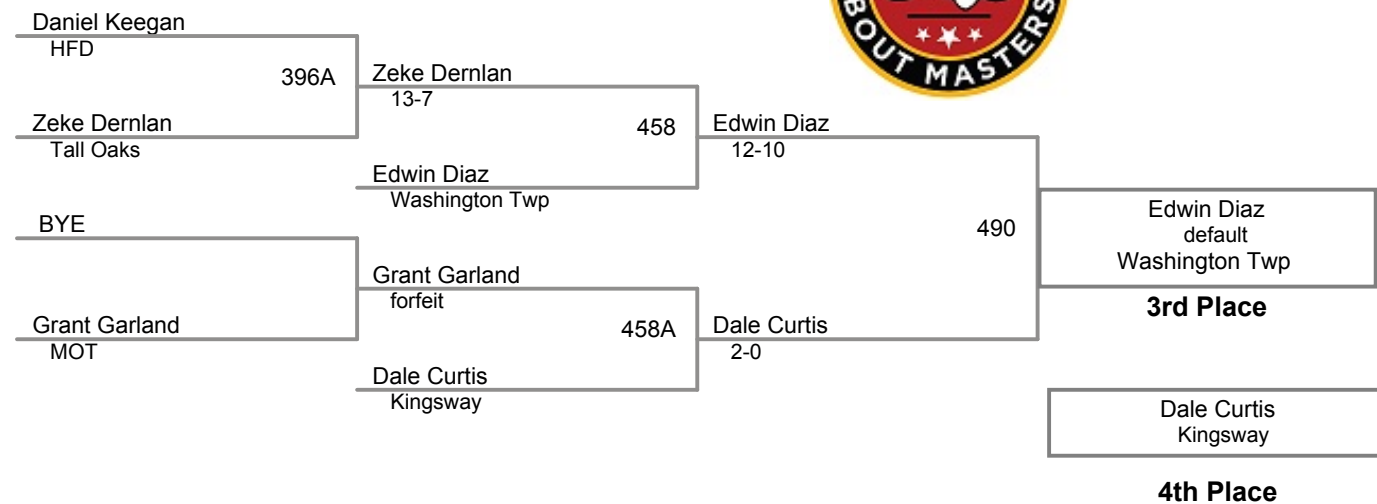 BOUT MASTERS
Daniel Keegan
HFD
396A
Zeke Dernlan
13-7
Zeke Dernlan
Tall Oaks
458
Edwin Diaz
12-10
Edwin Diaz
Washington Twp
BYE
490
Edwin Diaz
default
Washington Twp
3rd Place
Grant Garland
forfeit
Grant Garland
MOT
458A
Dale Curtis
2-0
Dale Curtis
Kingsway
Dale Curtis
Kingsway
4th Place